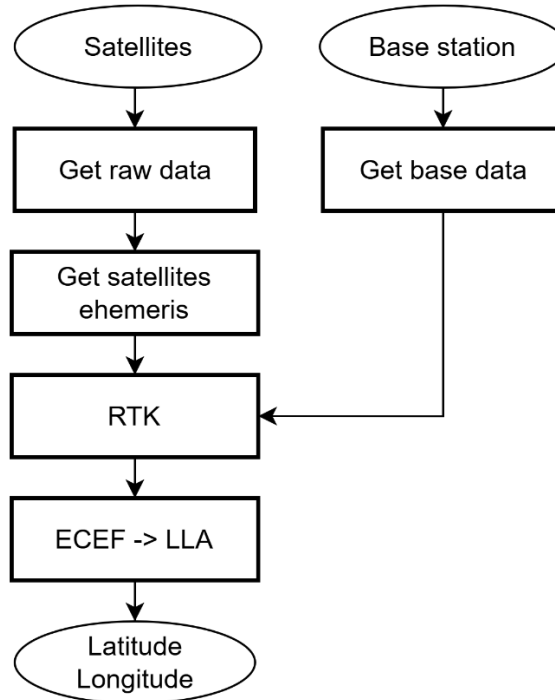 Satellites
Base station
Get raw data
Get base data
Get satellites
ehemeris
RTK
ECEF -> LLA
Latitude
Longitude